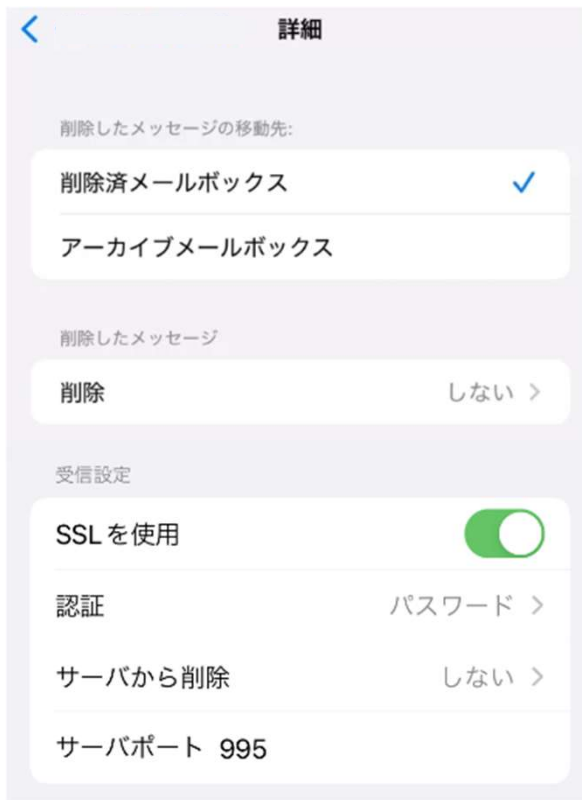 詳細
削除したメッセージの移動先:
削除済メールボックス
アーカイブメールボックス
削除したメッセージ
削除 しない
受信設定
SSLを使用
認証 パスワード
サーバから削除 しない
サーバポート 995